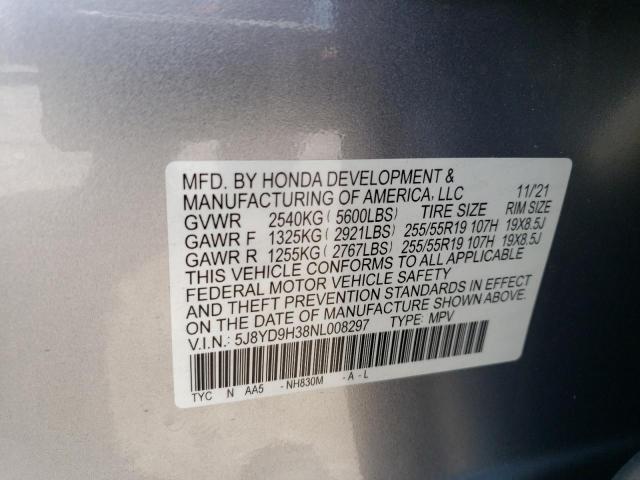 MFD. BY HONDA DEVELOPMENT &
MANUFACTURING OF AMERICA, LLC 11/21
GVWR 2540KG ( 5600LBS) TIRE SIZE RIM SIZE
GAWR F 1325KG ( 2921LBS) 255/55R19 107H 19X8.5J
GAWR R 1255KG ( 2767LBS) 255/55R19 107H 19X8.5J
THIS VEHICLE CONFORMS TO ALL APPLICABLE
FEDERAL MOTOR VEHICLE SAFETY
AND THEFT PREVENTION STANDARDS IN EFFECT
ON THE DATE OF MANUFACTURE SHOWN ABOVE.
V.I.N.: 5J8YD9H38NL008297 TYPE: MPV
TYC N AA5 - NH830M - A - L